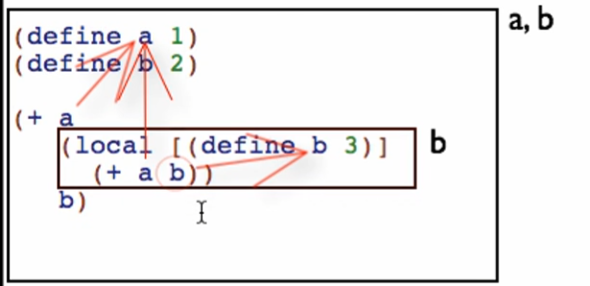 (define a 1)
a, b
(define b 2)
(+ a
(local [(define b 3)]
b
(+ a b))
b)